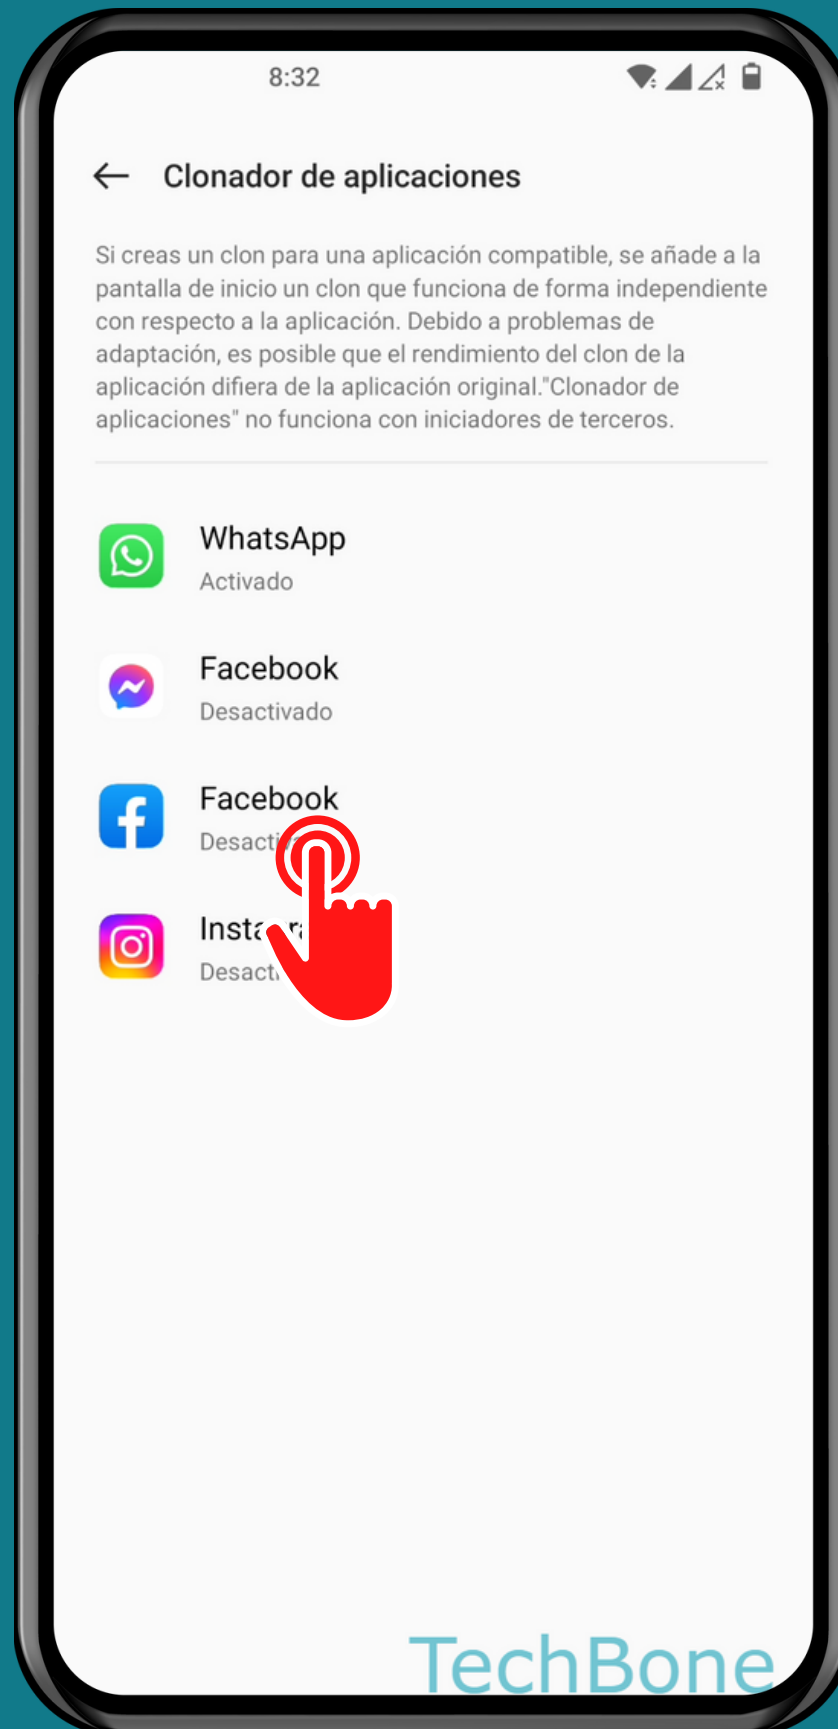 8:32
Clonador de aplicaciones
Si creas un clon para una aplicación compatible, se añade a la
pantalla de inicio un clon que funciona de forma independiente
con respecto a la aplicación. Debido a problemas de
adaptación, es posible que el rendimiento del clon de la
aplicación difiera de la aplicación original."Clonador de
aplicaciones" no funciona con iniciadores de terceros.
WhatsApp
Activado
Facebook
Desactivado
Facebook
TechBone